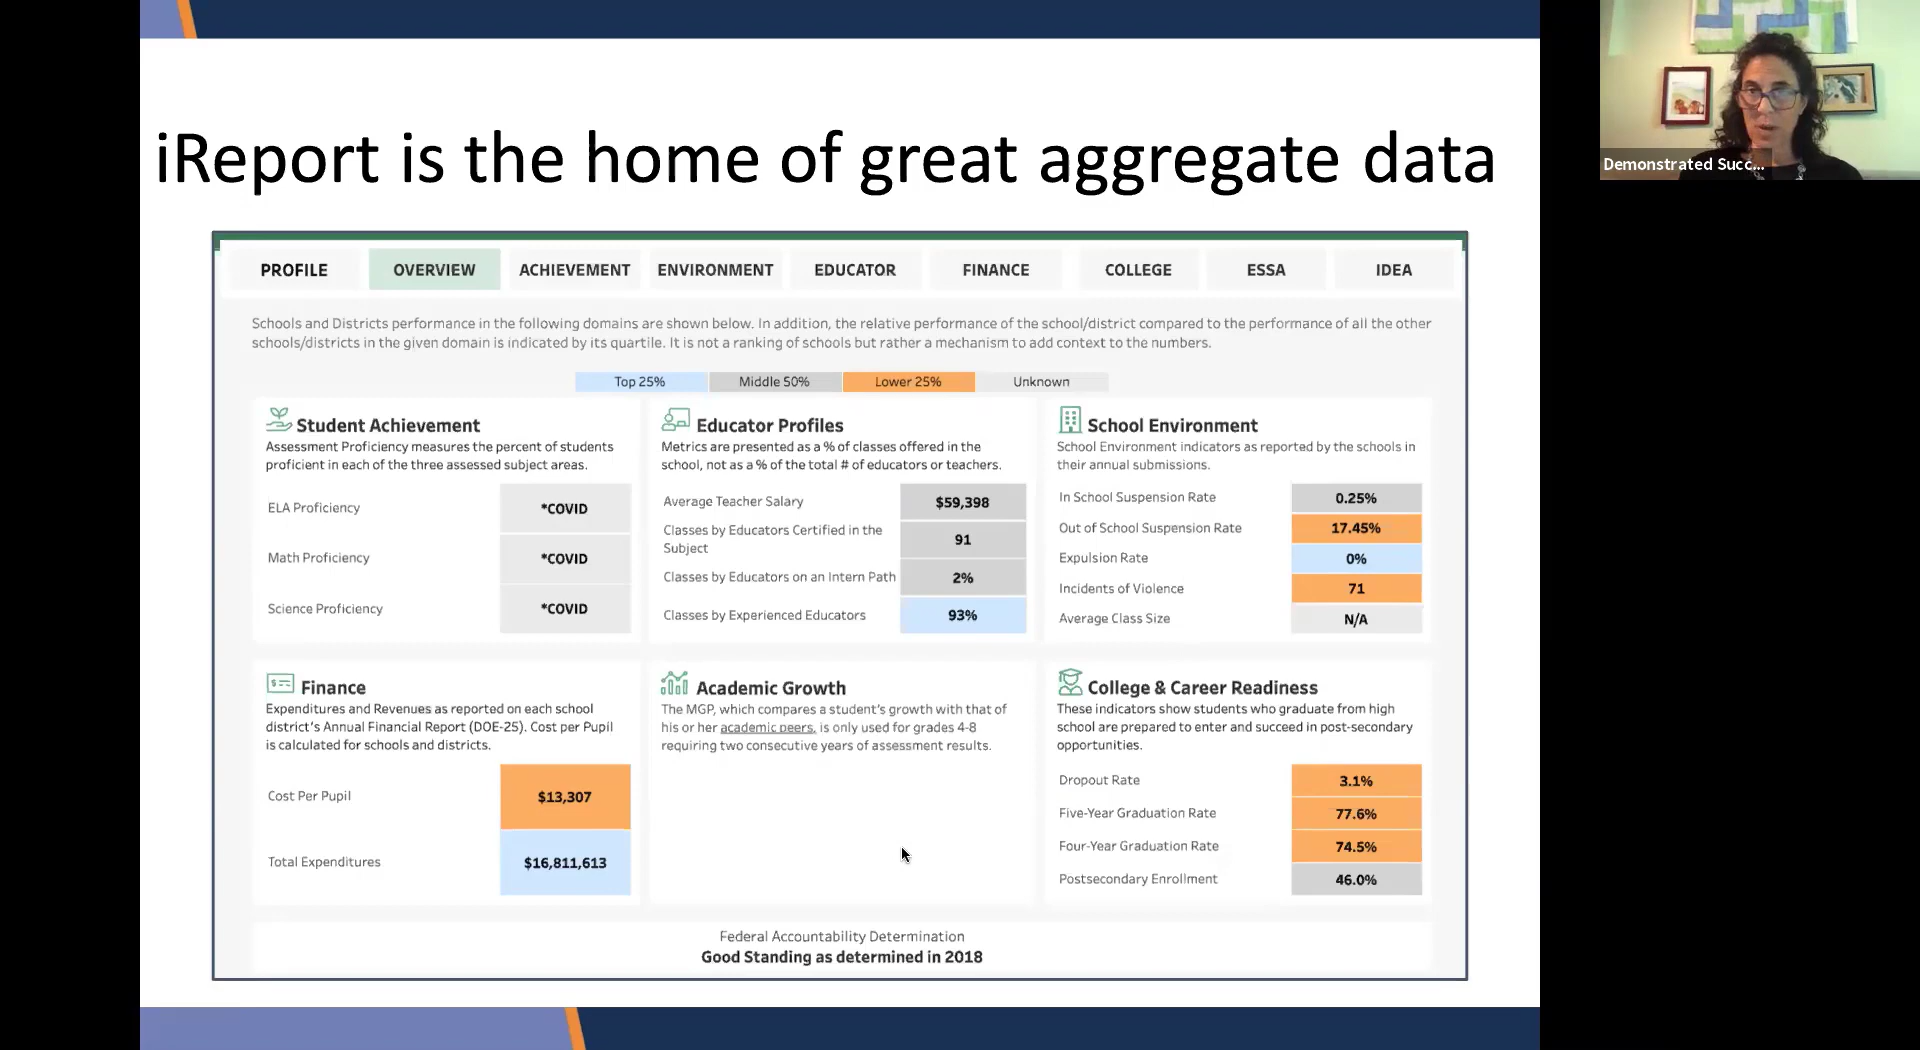 iReport is the home of great aggregate data
Demonstrated Succ...
PROFILE OVERVIEW ACHIEVEMENT ENVIRONMENT EDUCATOR FINANCE COLLEGE ESSA IDEA
Schools and Districts performance in the following domains are shown below. In addition, the relative performance of the school/district compared to the performance of all the other
schools/districts in the given domain is indicated by its quartile. It is not a ranking of schools but rather a mechanism to add context to the numbers.
Top 25% Middle 50% Lower 25% Unknown
Student Achievement
Assessment Proficiency measures the percent of students
proficient in each of the three assessed subject areas.
ELA Proficiency *COVID
Math Proficiency *COVID
Science Proficiency *COVID
Educator Profiles
Metrics are presented as a % of classes offered in the
school, not as a % of the total # of educators or teachers.
Average Teacher Salary $59,398
Classes by Educators Certified in the
Subject 91
Classes by Educators on an Intern Path 2%
Classes by Experienced Educators 93%
School Environment
School Environment indicators as reported by the schools in
their annual submissions.
In School Suspension Rate 0.25%
Out of School Suspension Rate 17.45%
Expulsion Rate 0%
Incidents of Violence 71
Average Class Size N/A
Finance
Expenditures and Revenues as reported on each school
district's Annual Financial Report (DOE-25). Cost per Pupil
is calculated for schools and districts.
Cost Per Pupil $13,307
Total Expenditures $16,811,613
Academic Growth
The MGP, which compares a student's growth with that of
his or her academic peers, is only used for grades 4-8
requiring two consecutive years of assessment results.
College & Career Readiness
These indicators show students who graduate from high
school are prepared to enter and succeed in post-secondary
opportunities.
Dropout Rate 3.1%
Five-Year Graduation Rate 77.6%
Four-Year Graduation Rate 74.5%
Postsecondary Enrollment 46.0%
Federal Accountability Determination
Good Standing as determined in 2018